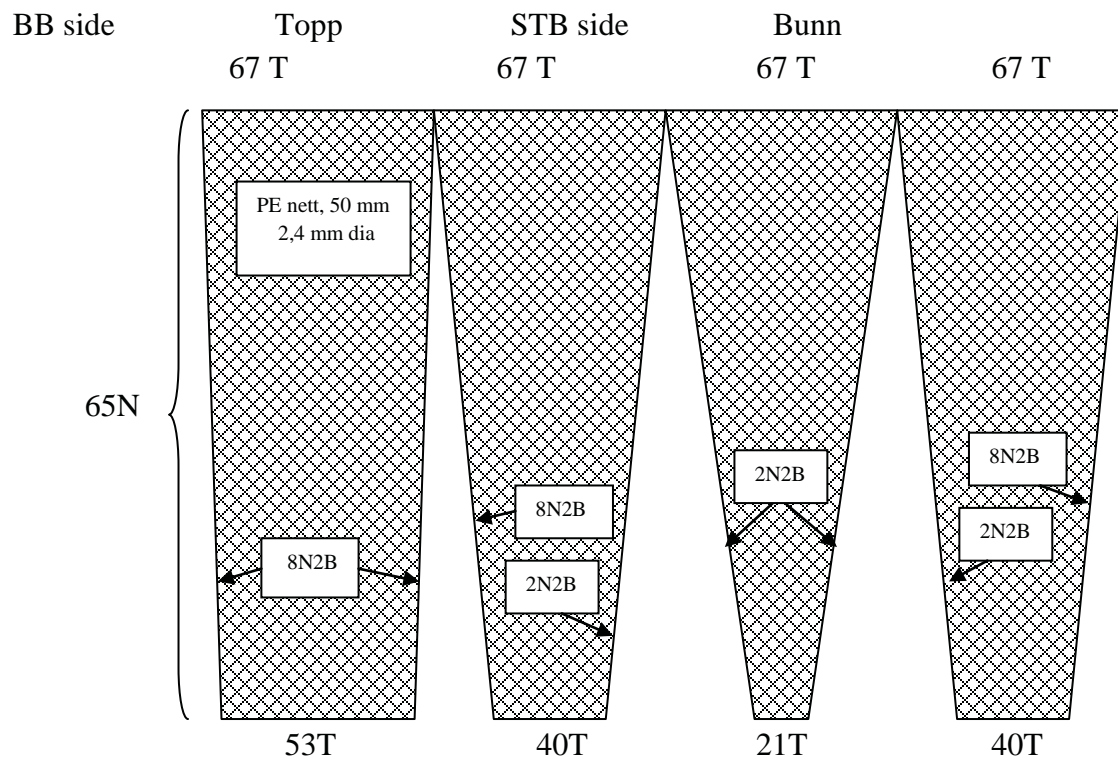 BB side Topp STB side Bunn
67 T 67 T 67 T 67 T
PE nett, 50 mm
2,4 mm dia
65N
8N2B
2N2B
8N2B
2N2B
8N2B
2N2B
8N2B
53T 40T 21T 40T